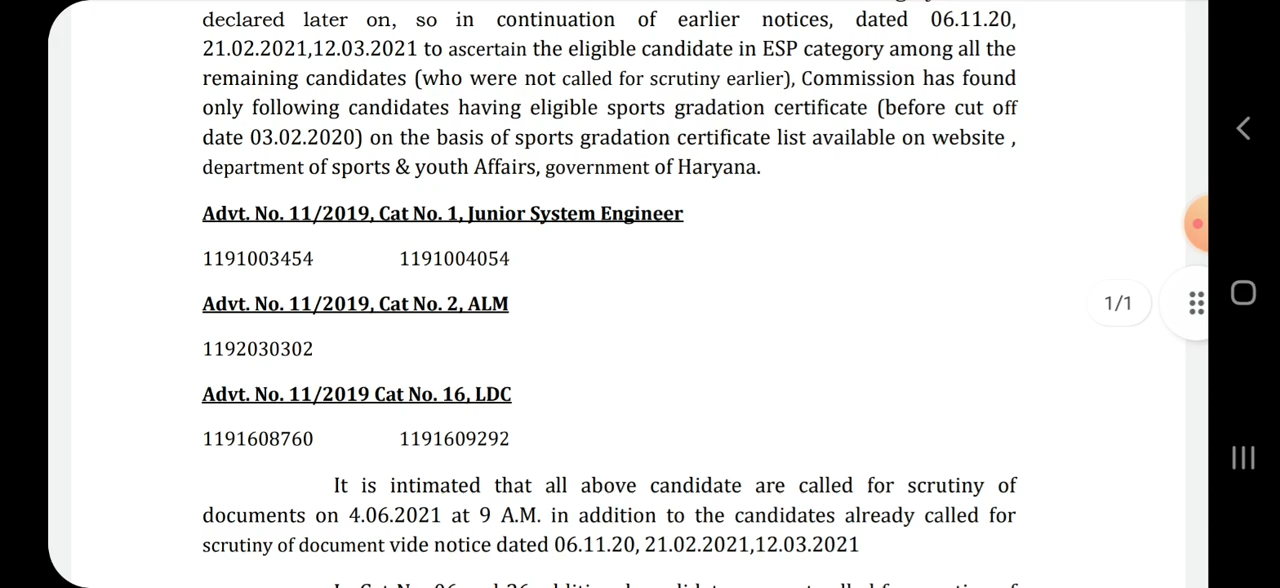 declared later on, so in continuation of earlier notices, dated 06.11.20,
21.02.2021,12.03.2021 to ascertain the eligible candidate in ESP category among all the
remaining candidates (who were not called for scrutiny earlier), Commission has found
only following candidates having eligible sports gradation certificate (before cut off
date 03.02.2020) on the basis of sports gradation certificate list available on website ,
department of sports & youth Affairs, government of Haryana.
Advt. No. 11/2019, Cat No. 1, Junior System Engineer
1191003454 1191004054
Advt. No. 11/2019, Cat No. 2, ALM
1192030302
1/1
Advt. No. 11/2019 Cat No. 16, LDC
1191608760 1191609292
It is intimated that all above candidate are called for scrutiny of
documents on 4.06.2021 at 9 A.M. in addition to the candidates already called for
scrutiny of document vide notice dated 06.11.20, 21.02.2021,12.03.2021